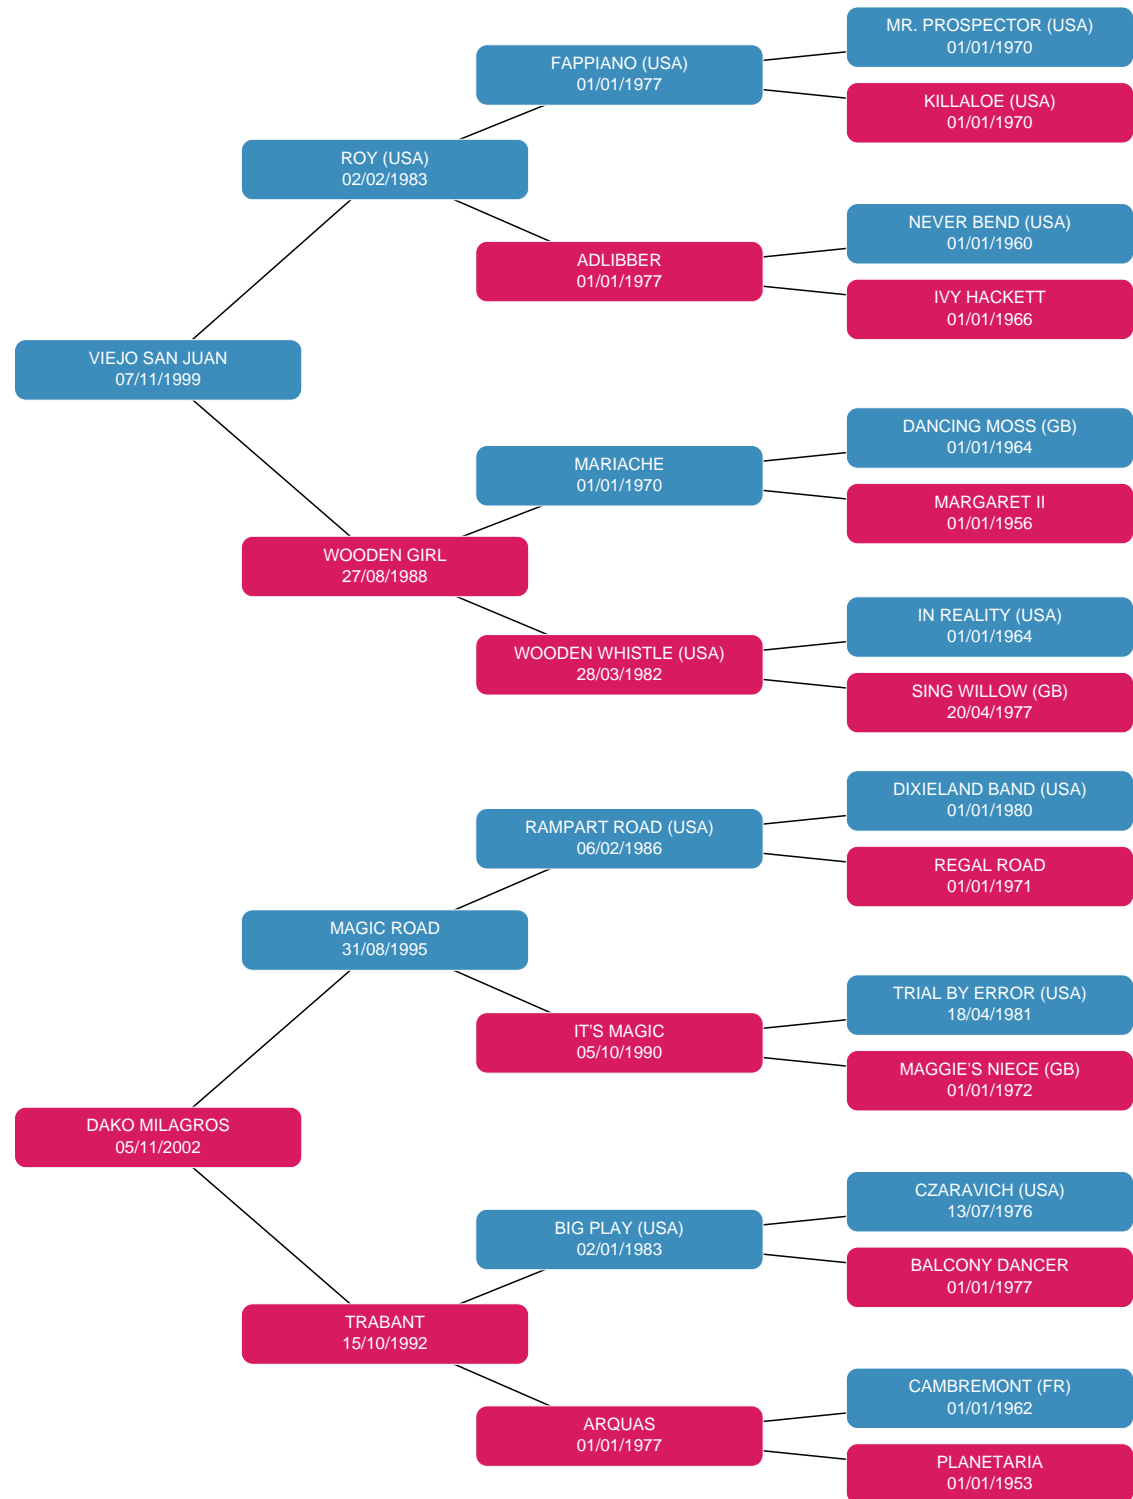 MR. PROSPECTOR (USA)
01/01/1970
FAPPIANO (USA)
01/01/1977
KILLALOE (USA)
01/01/1970
ROY (USA)
02/02/1983
NEVER BEND (USA)
01/01/1960
ADLIBBER
01/01/1977
IVY HACKETT
01/01/1966
VIEJO SAN JUAN
07/11/1999
DANCING MOSS (GB)
01/01/1964
MARIACHE
01/01/1970
MARGARET II
01/01/1956
WOODEN GIRL
27/08/1988
IN REALITY (USA)
01/01/1964
WOODEN WHISTLE (USA)
28/03/1982
SING WILLOW (GB)
20/04/1977
DIXIELAND BAND (USA)
01/01/1980
RAMPART ROAD (USA)
06/02/1986
REGAL ROAD
01/01/1971
MAGIC ROAD
31/08/1995
TRIAL BY ERROR (USA)
18/04/1981
IT'S MAGIC
05/10/1990
MAGGIE'S NIECE (GB)
01/01/1972
DAKO MILAGROS
05/11/2002
CZARAVICH (USA)
13/07/1976
BIG PLAY (USA)
02/01/1983
BALCONY DANCER
01/01/1977
TRABANT
15/10/1992
CAMBREMONT (FR)
01/01/1962
ARQUAS
01/01/1977
PLANETARIA
01/01/1953